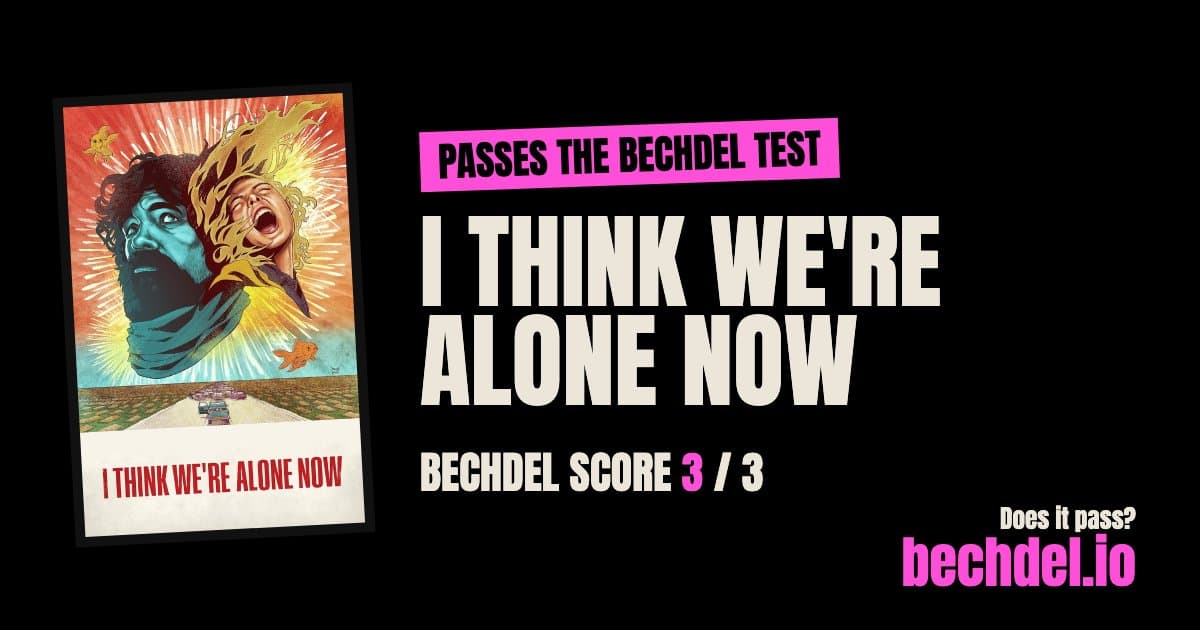 I THINK WE'RE ALONE NOW
PASSES THE BECHDEL TEST
I THINK WE'RE
ALONE NOW
BECHDEL SCORE 3 / 3
Does it pass?
bechdel.io